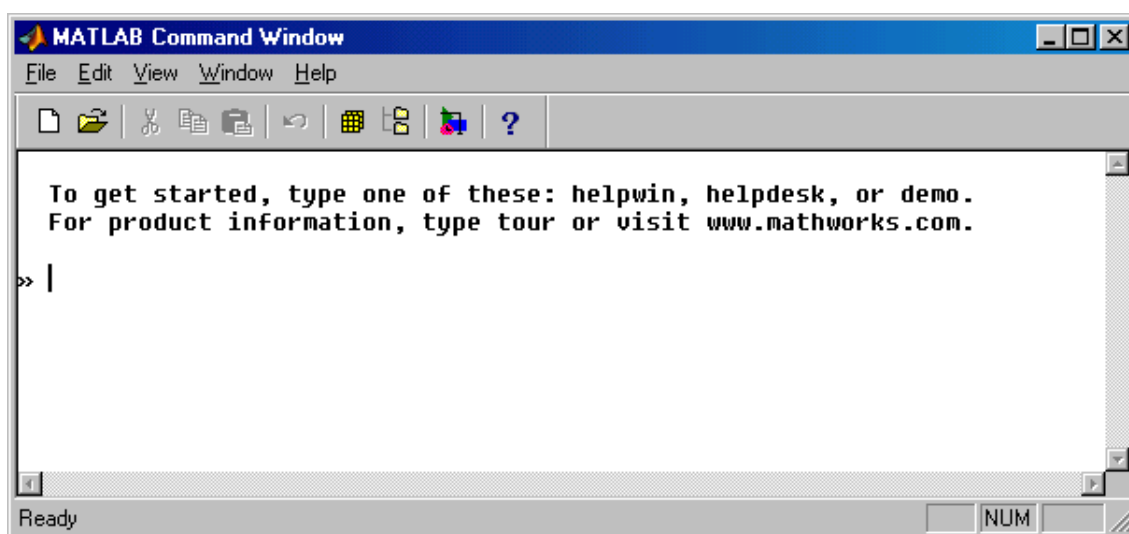 MATLAB Command Window
File Edit View Window Help
?
To get started, type one of these: helpwin, helpdesk, or demo.
For product information, type tour or visit www.mathworks.com.
»
Ready NUM